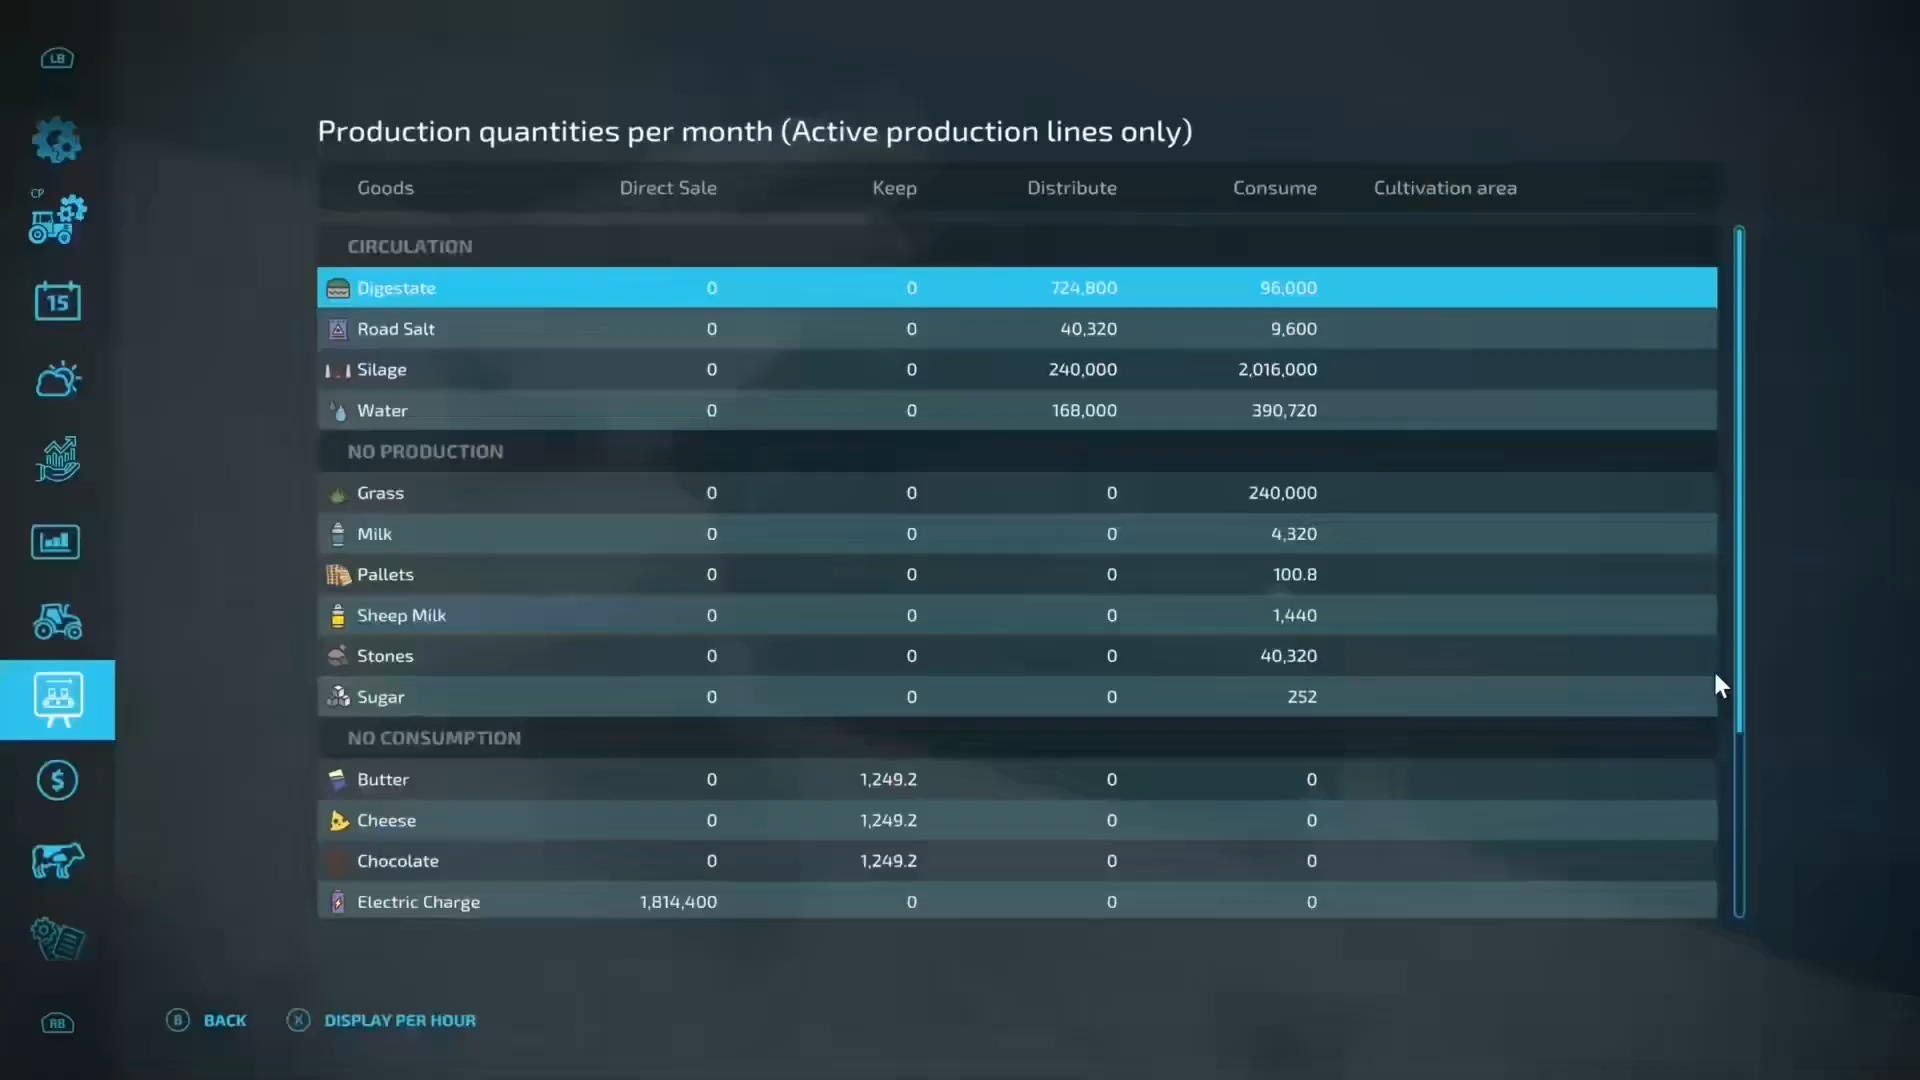 LB
CP
15
Production quantities per month (Active production lines only)
Goods Direct Sale Keep Distribute Consume Cultivation area
CIRCULATION
Digestate 0 0 724,800 96,000
Road Salt 0 0 40,320 9,600
Silage 0 0 240,000 2,016,000
Water 0 0 168,000 390,720
NO PRODUCTION
Grass 0 0 0 240,000
Milk 0 0 0 4,320
Pallets 0 0 0 100.8
Sheep Milk 0 0 0 1,440
Stones 0 0 0 40,320
Sugar 0 0 0 252
NO CONSUMPTION
Butter 0 1,249.2 0 0
Cheese 0 1,249.2 0 0
Chocolate 0 1,249.2 0 0
Electric Charge 1,814,400 0 0 0
$
RB
B BACK X DISPLAY PER HOUR